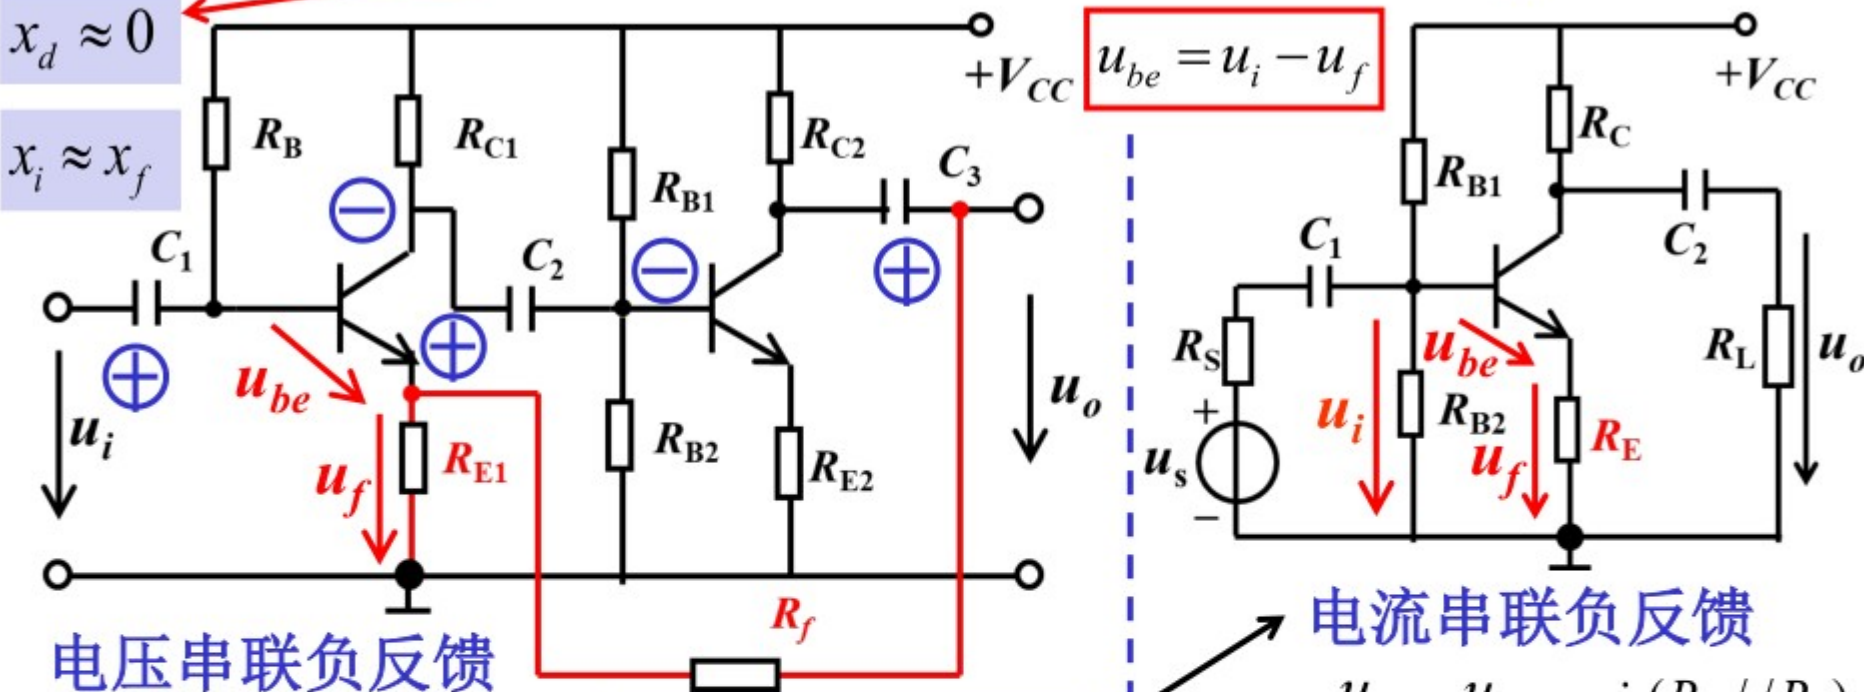 x_d ≈ 0
x_i ≈ x_f
R_B
R_C1
R_B1
R_C2
C_3
+V_CC
C_1
C_2
u_be
u_i
u_f
R_E1
R_B2
R_E2
u_o
R_f
电压串联负反馈
u_be = u_i − u_f
+V_CC
R_C
R_B1
C_1
C_2
R_S
u_be
R_L
u_o
+
u_i
R_B2
u_s
u_f
R_E
−
电流串联负反馈